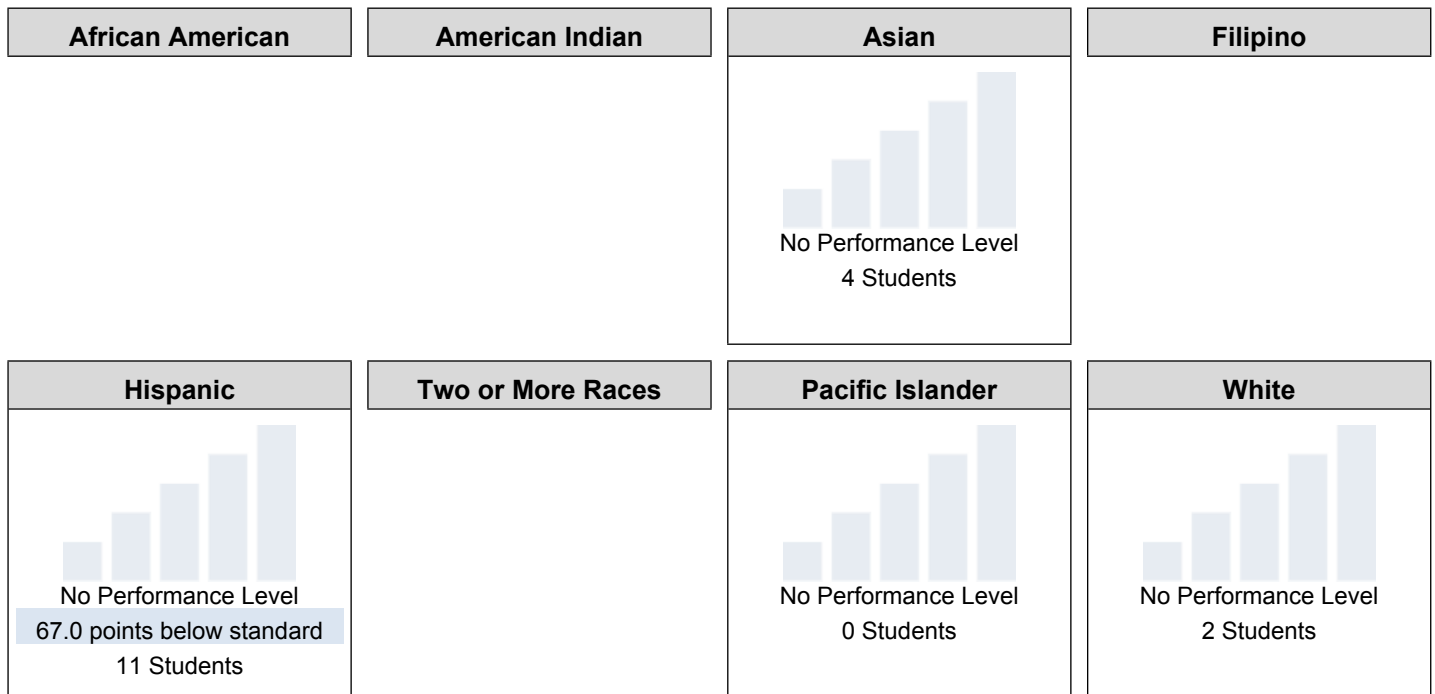 African American
American Indian
Asian
Filipino
No Performance Level
4 Students
Hispanic
Two or More Races
Pacific Islander
White
No Performance Level
67.0 points below standard
11 Students
No Performance Level
0 Students
No Performance Level
2 Students